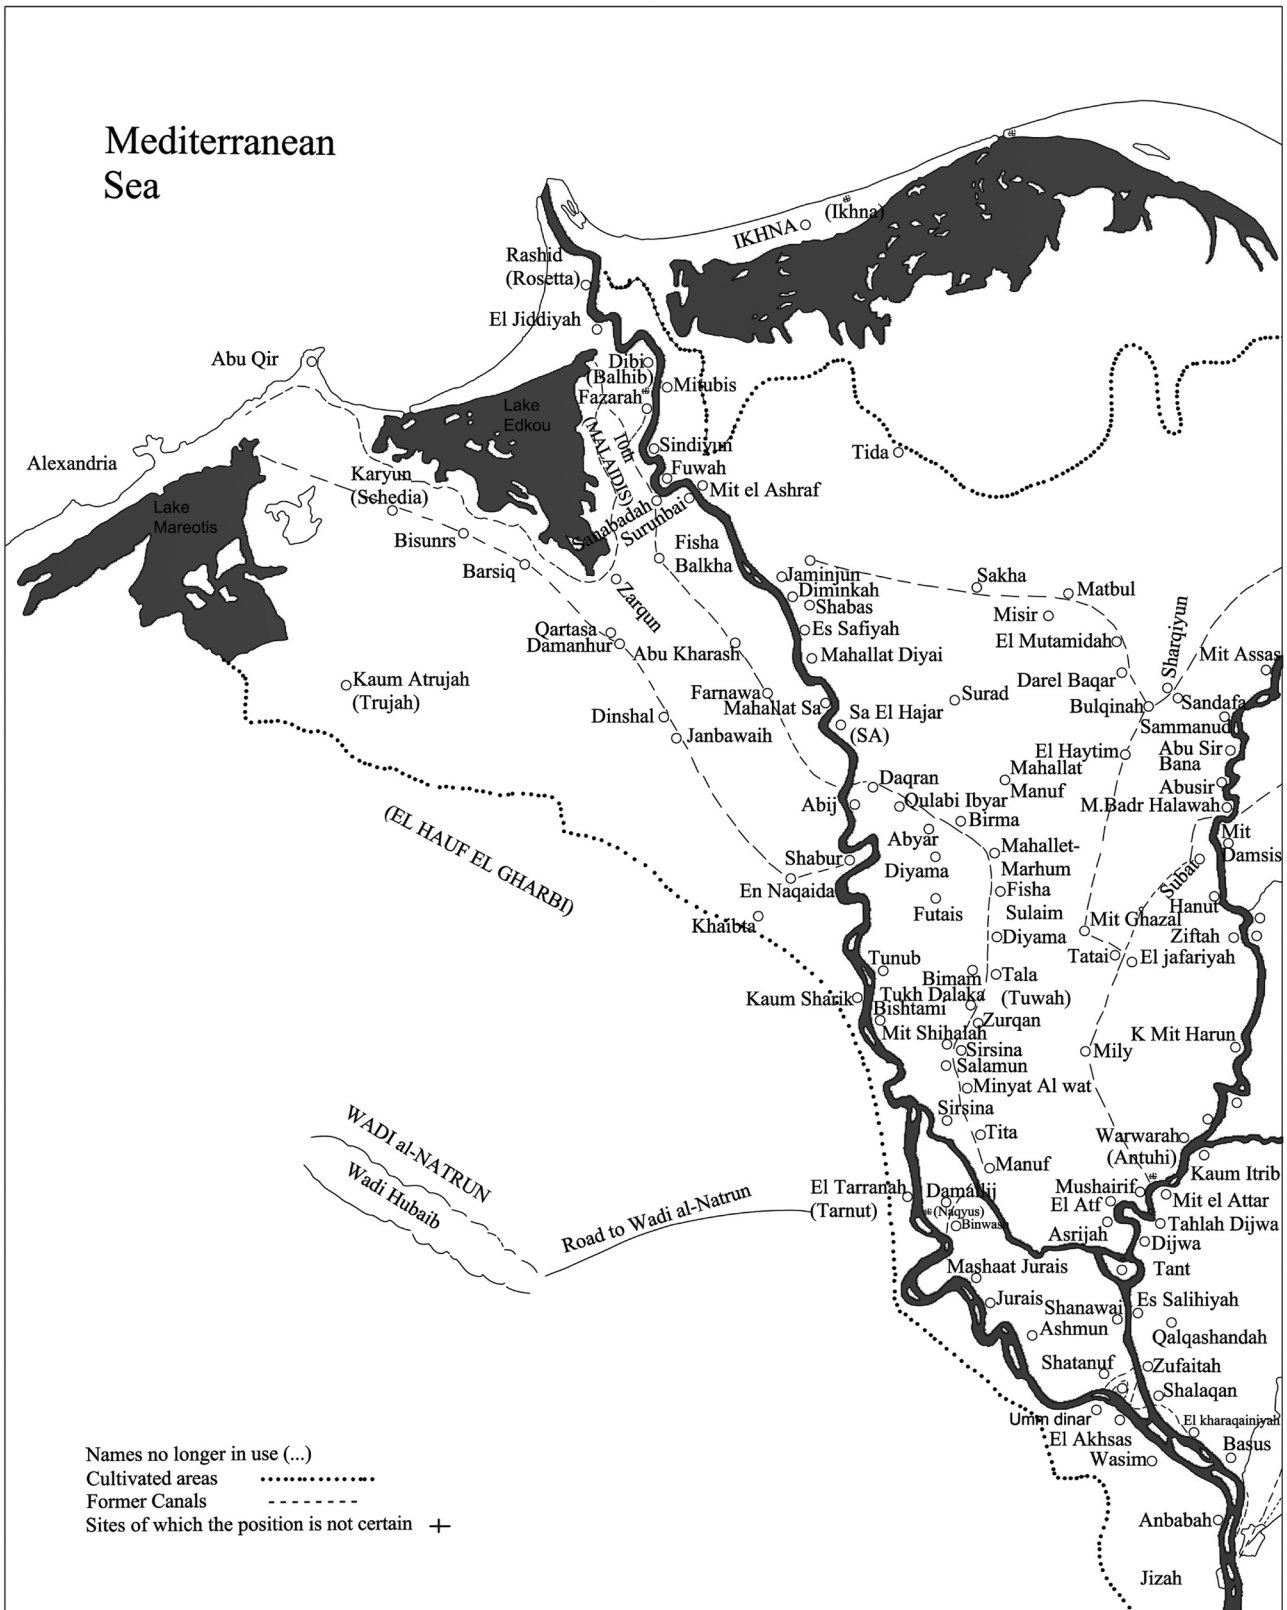 Mediterranean
Sea
(Ikhna)
IKHNA
Rashid
(Rosetta)
El Jiddiyah
Abu Qir
Dibi
(Balhib)
Mitubis
Fazarah
Lake
Edkou
10th
(MALAIDIS)
Sindiyun
Tida
Alexandria
Fuwah
Karyun
(Schedia)
Mit el Ashraf
Lake
Mareotis
Sanabadah
Surunbai
Bisunrs
Fisha
Balkha
Barsiq
Zarqun
Jaminjun
Sakha
Diminkah
Matbul
Shabas
Misir
Sharqiyun
Qartasa
Es Safiyah
El Mutamidah
Damanhur
Abu Kharash
Mahallat Diyai
Mit Assas
Kaum Atrujah
(Trujah)
Darel Baqar
Farnawa
Surad
Mahallat Sa
Bulqinah
Sandafa
Dinshal
Sa El Hajar
(SA)
Sammanud
Janbawaih
El Haytim
Abu Sir
Bana
Mahallat
Manuf
Daqran
Abusir
Abij
Qulabi Ibyar
M.Badr Halawah
(EL HAUF EL GHARBI)
Birma
Abyar
Mit
Damsis
Mahallet-
Marhum
Shabur
Diyama
Subat
En Naqaida
Fisha
Sulaim
Hanut
Futais
Mit Ghazal
Khaibta
Diyama
Ziftah
Tatai
El jafariyah
Tunub
Bimam
Tala
(Tuwah)
Kaum Sharik
Tukh Dalaka
Bishtami
Zurqan
Mit Shihalah
K Mit Harun
Sirsina
Mily
Salamun
Minyat Al wat
WADI al-NATRUN
Sirsina
Tita
Warwarah
(Antuhi)
Manuf
Kaum Itrib
Wadi Hubaib
El Tarranah
(Tarnut)
Damallij
Mushairif
Mit el Attar
Road to Wadi al-Natrun
(Naqyus)
El Atf
Binwash
Tahlah Dijwa
Asrijah
Dijwa
Mashaat Jurais
Tant
Jurais
Shanawai
Es Salihiyah
Ashmun
Qalqashandah
Shatanuf
Zufaitah
Shalaqan
Umm dinar
El kharaqainiyah
El Akhsas
Basus
Wasim
Names no longer in use (...)
Cultivated areas
Former Canals
Sites of which the position is not certain
Anbabah
Jizah